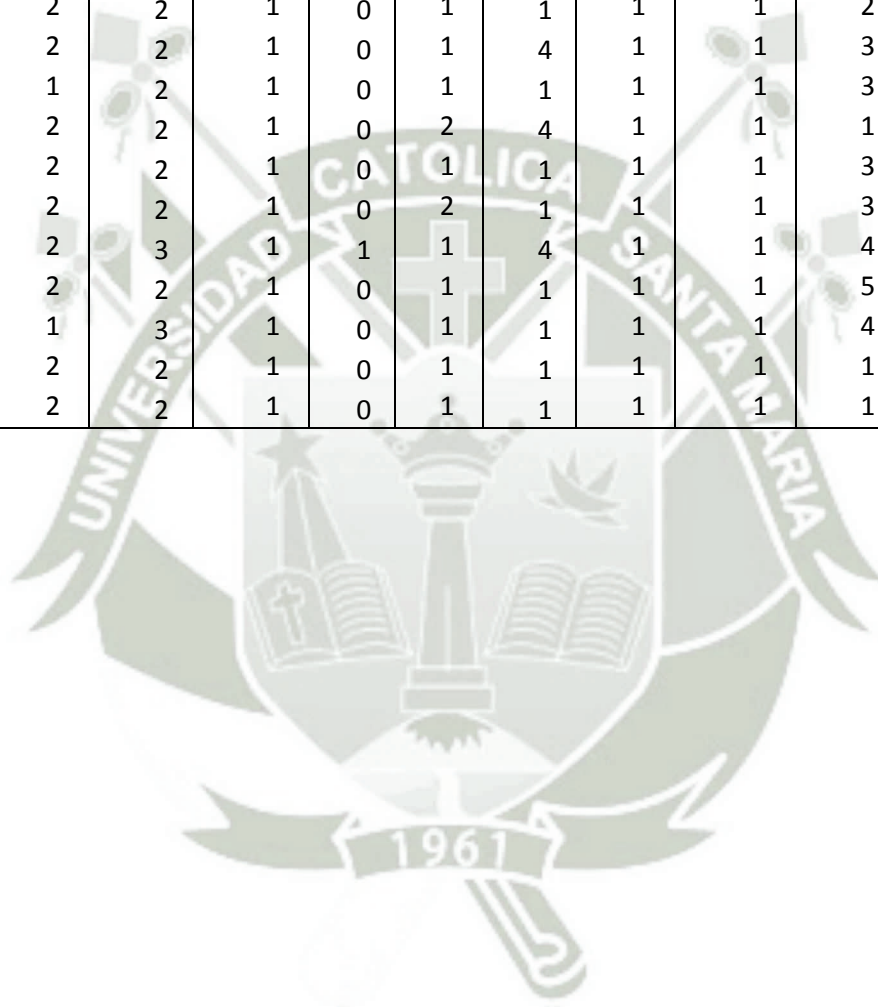 2 2 1 0 1 1 1 1 2
2 2 1 0 1 4 1 1 3
1 2 1 0 1 1 1 1 3
2 2 1 0 2 4 1 1 1
2 2 1 0 1 1 1 1 3
2 2 1 0 2 1 1 1 3
2 3 1 1 1 4 1 1 4
2 2 1 0 1 1 1 1 5
1 3 1 0 1 1 1 1 4
2 2 1 0 1 1 1 1 1
2 2 1 0 1 1 1 1 1
UNIVERSIDAD CATOLICA SANTA MARIA
1961